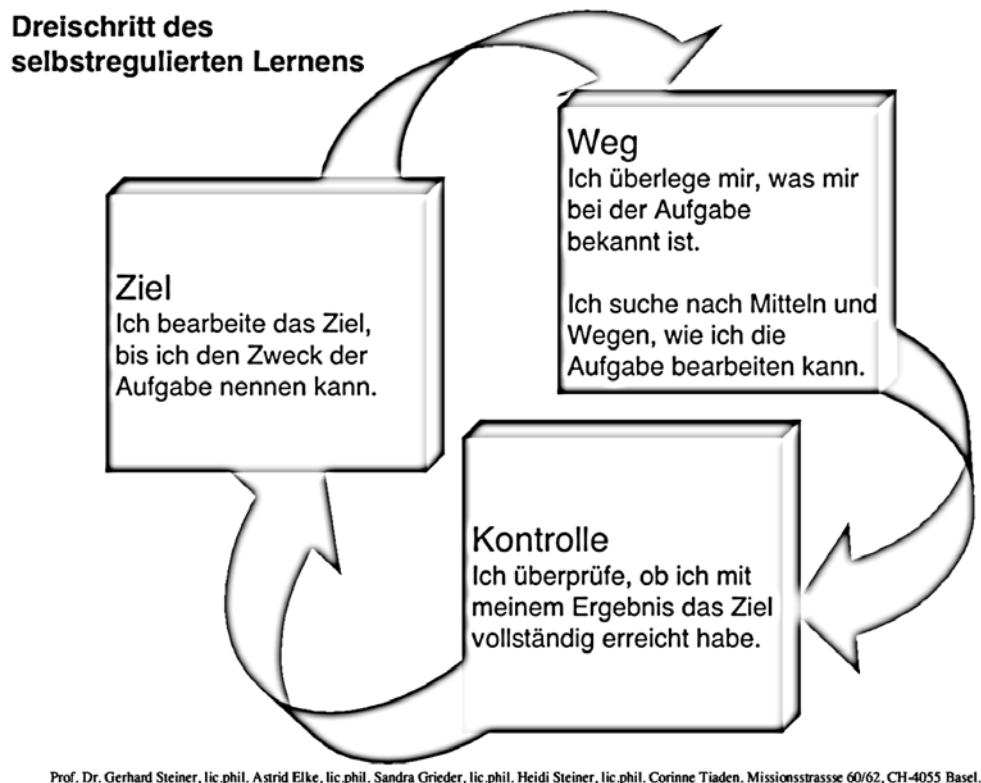 Dreischritt des
selbstregulierten Lernens
Ziel
Ich bearbeite das Ziel,
bis ich den Zweck der
Aufgabe nennen kann.
Weg
Ich überlege mir, was mir
bei der Aufgabe
bekannt ist.
Ich suche nach Mitteln und
Wegen, wie ich die
Aufgabe bearbeiten kann.
Kontrolle
Ich überprüfe, ob ich mit
meinem Ergebnis das Ziel
vollständig erreicht habe.
Prof. Dr. Gerhard Steiner, lic.phil. Astrid Elke, lic.phil. Sandra Grieder, lic.phil. Heidi Steiner, lic.phil. Corinne Tiaden, Missionsstrassse 60/62, CH-4055 Basel.